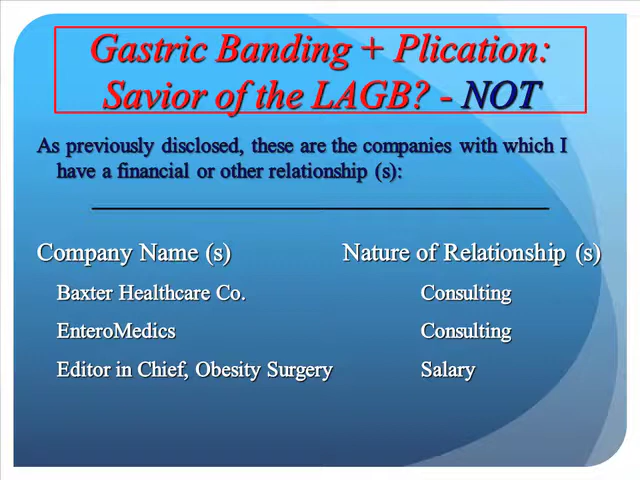 Gastric Banding + Plication:
Savior of the LAGB? - NOT
As previously disclosed, these are the companies with which I
have a financial or other relationship (s):
Company Name (s) Nature of Relationship (s)
Baxter Healthcare Co. Consulting
EnteroMedics Consulting
Editor in Chief, Obesity Surgery Salary